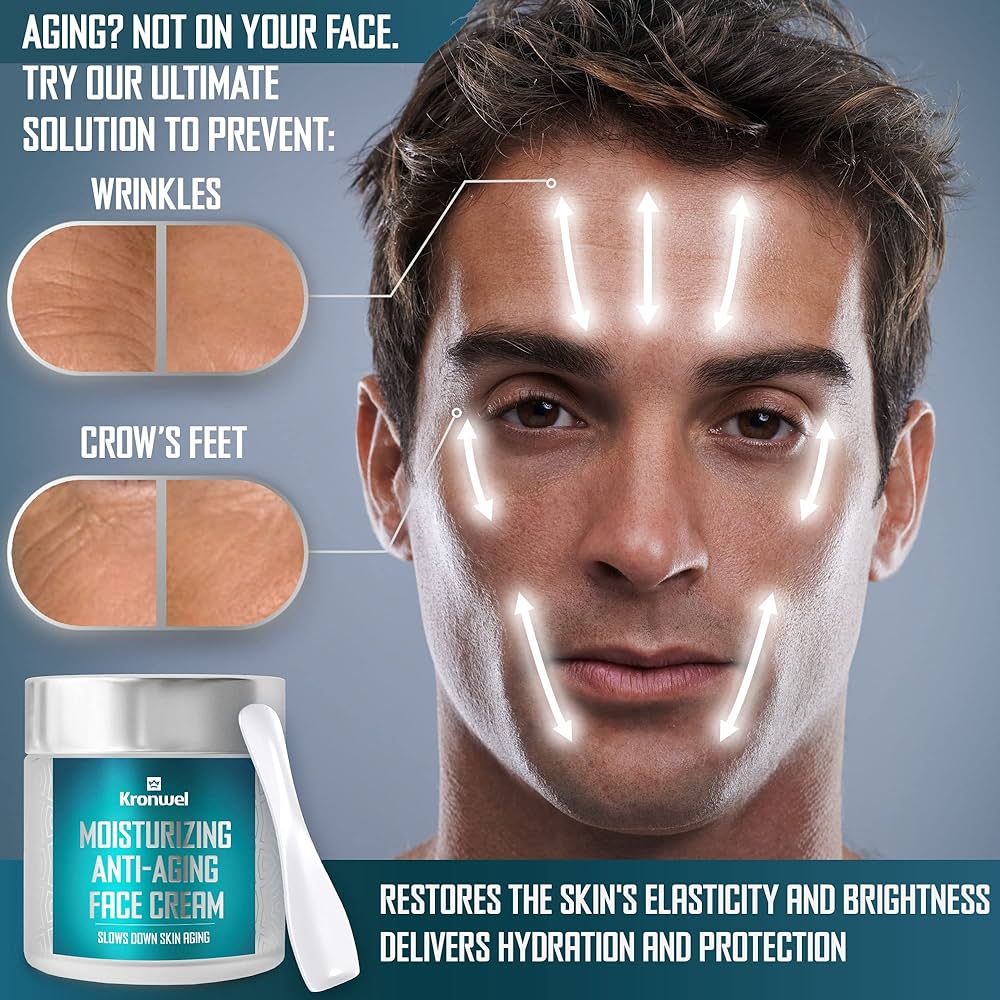 AGING? NOT ON YOUR FACE.
TRY OUR ULTIMATE
SOLUTION TO PREVENT:
WRINKLES
CROW'S FEET
Kronwel
MOISTURIZING
ANTI-AGING
FACE CREAM
SLOWS DOWN SKIN AGING
RESTORES THE SKIN'S ELASTICITY AND BRIGHTNESS
DELIVERS HYDRATION AND PROTECTION